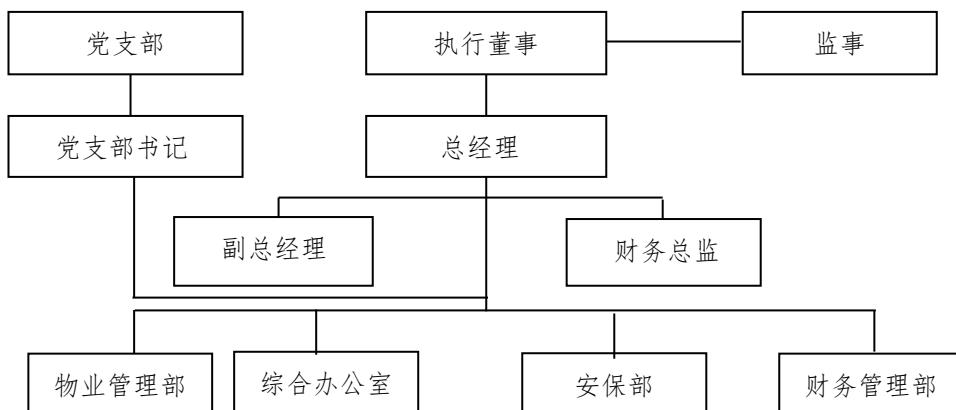 党支部
执行董事
监事
党支部书记
总经理
副总经理
财务总监
物业管理部
综合办公室
安保部
财务管理部